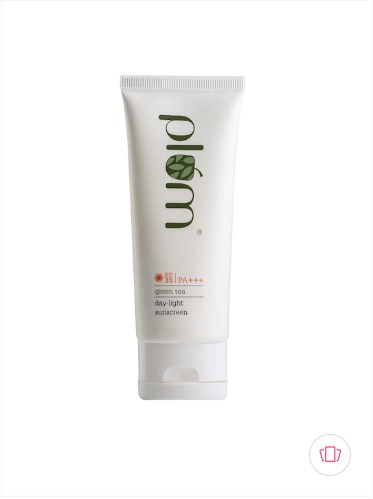 plum®
SPF
35 | PA+++
green tea
day-light
sunscreen